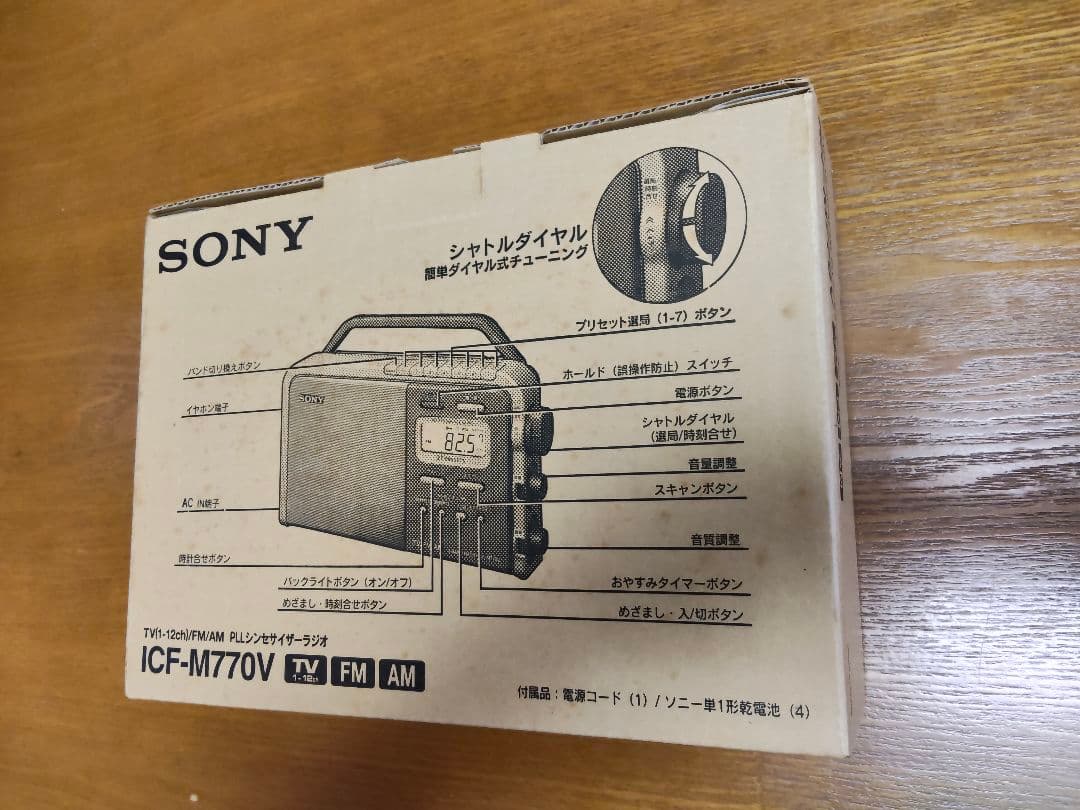 SONY
シャトルダイヤル
簡単ダイヤル式チューニング
選局
時刻
合せ
プリセット選局 (1-7) ボタン
バンド切り換えボタン
ホールド (誤操作防止) スイッチ
イヤホン端子
電源ボタン
SONY
シャトルダイヤル
(選局/時刻合せ)
82.5
音量調整
スキャンボタン
AC IN端子
音質調整
時計合せボタン
バックライトボタン (オン/オフ)
おやすみタイマーボタン
めざまし・時刻合せボタン
めざまし・入/切ボタン
TV(1-12ch)/FM/AM PLLシンセサイザーラジオ
ICF-M770V TV 1-12ch FM AM
付属品:電源コード (1) / ソニー単1形乾電池 (4)